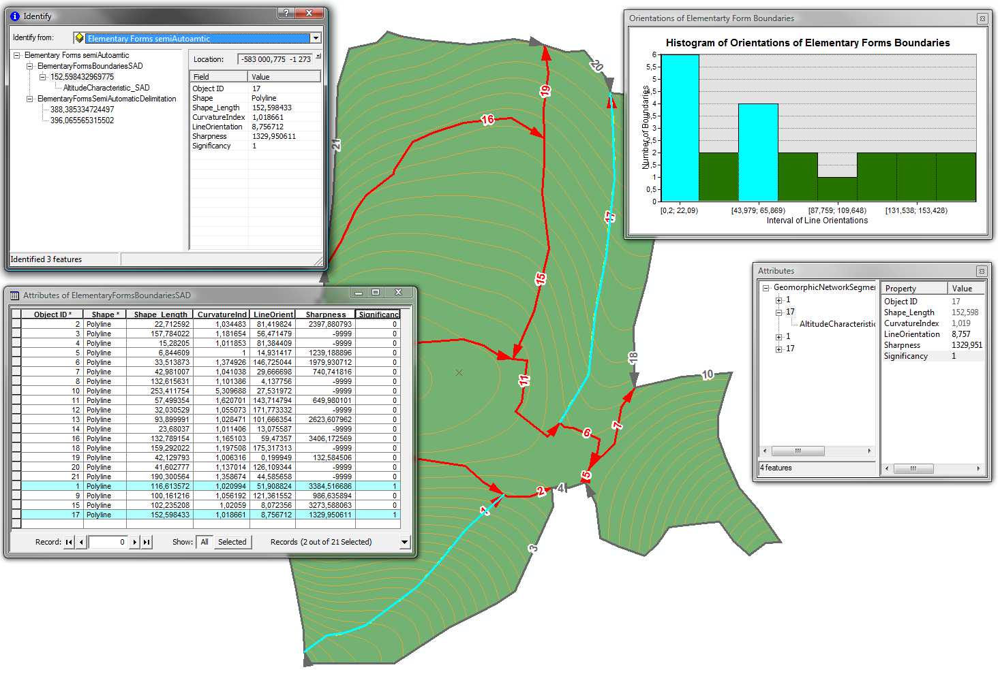 Identify
Identify from: Elementary Forms semiAutoamtic
Elementary Forms semiAutoamtic
ElementaryFormsBoundariesSAD
152,598432969775
AltitudeCharacteristic_SAD
ElementaryFormsSemiAutomaticDelimitation
388,385334724497
396,065565315502
Location: -583 000,775 -1 273
Field Value
Object ID 17
Shape Polyline
Shape_Length 152,598433
CurvatureIndex 1,018661
LineOrientation 8,756712
Sharpness 1329,950611
Significancy 1
Identified 3 features
Orientations of Elementarty Form Boundaries
Histogram of Orientations of Elementary Forms Boundaries
Number of Boundaries
6
5,5
5
4,5
4
3,5
3
2,5
2
1,5
1
0,5
0
[0,2; 22,09) [43,979; 65,869) [87,759; 109,648) [131,538; 153,428)
Interval of Line Orientations
Attributes
GeomorphicNetworkSegmer
1
17
AltitudeCharacteristic
1
17
4 features
Property Value
Object ID 17
Shape_Length 152,598
CurvatureIndex 1,019
LineOrientation 8,757
Sharpness 1329,951
Significancy 1
Attributes of ElementaryFormsBoundariesSAD
Object ID * Shape * Shape_Length CurvatureInd LineOrient Sharpness Significanc
2 Polyline 22,712592 1,034483 81,419824 2397,880793 0
3 Polyline 157,784022 1,181654 56,471479 -9999 0
4 Polyline 15,28205 1,011853 81,384409 -9999 0
5 Polyline 6,844609 1 14,931417 1239,188896 0
6 Polyline 33,513873 1,374926 146,725044 1979,930712 0
7 Polyline 42,981007 1,041038 29,666698 740,741816 0
8 Polyline 132,615631 1,101386 4,137756 -9999 0
10 Polyline 253,411754 5,309688 27,531972 -9999 0
11 Polyline 57,499354 1,620701 143,714794 649,980101 0
12 Polyline 32,030529 1,055073 171,773332 -9999 0
13 Polyline 93,899991 1,028471 101,666354 2623,607962 0
14 Polyline 23,68037 1,011406 13,075587 -9999 0
16 Polyline 132,789154 1,165103 59,47357 3406,172569 0
18 Polyline 159,292022 1,197508 175,317313 -9999 0
19 Polyline 42,129793 1,006316 0,199949 132,584506 0
20 Polyline 41,602777 1,137014 126,109344 -9999 0
21 Polyline 190,300564 1,358674 44,585658 -9999 0
1 Polyline 116,613572 1,020994 51,908824 3384,516686 1
9 Polyline 100,161216 1,056192 121,361552 986,635894 0
15 Polyline 102,235208 1,02059 8,072356 3273,588063 0
17 Polyline 152,598433 1,018661 8,756712 1329,950611 1
Record: 0 Show: All Selected Records (2 out of 21 Selected)
20
19
16
21
17
15
18
10
11
6
7
5
2
4
1
3